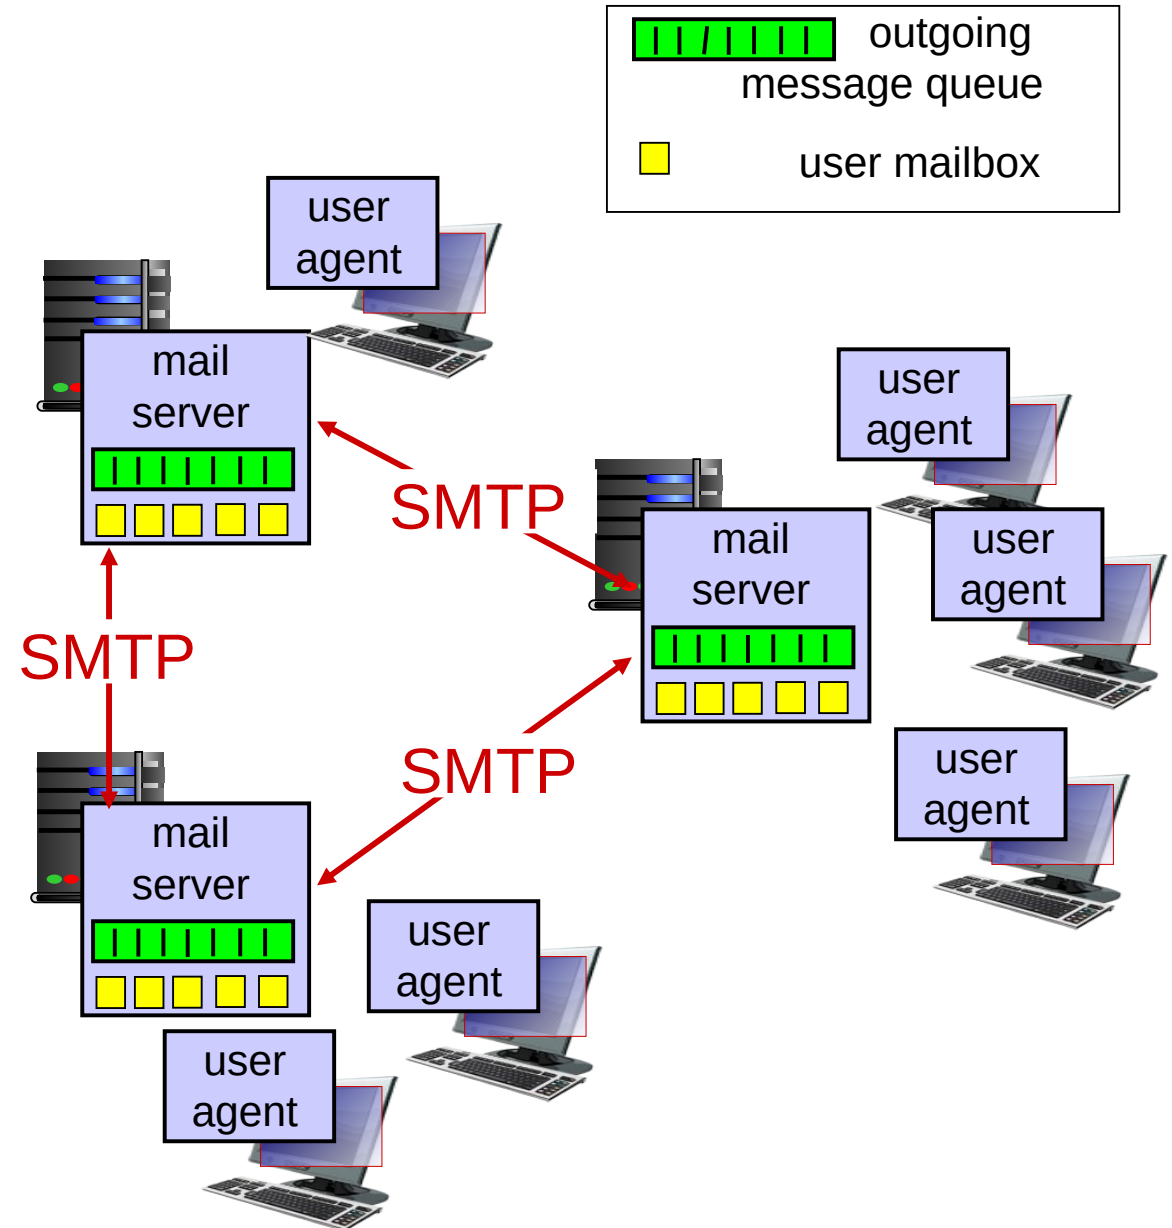 outgoing
message queue
user mailbox
user
agent
mail
server
SMTP
user
agent
mail
server
user
agent
SMTP
SMTP
user
agent
mail
server
user
agent
user
agent